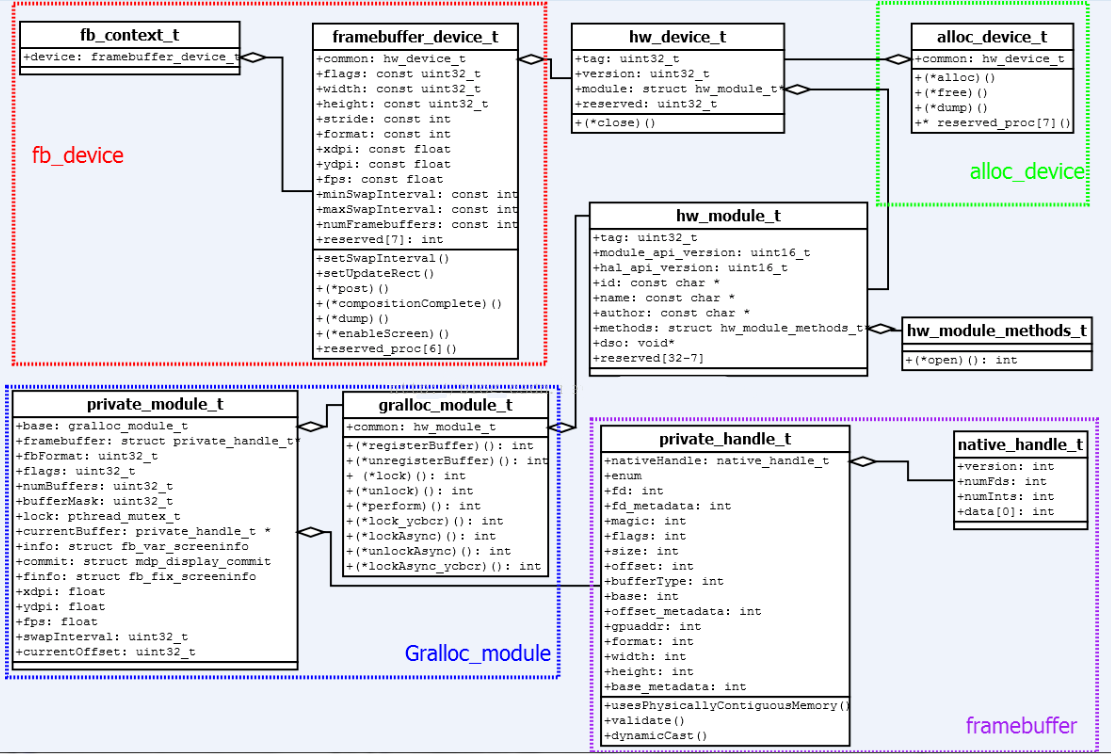 fb_context_t
+device: framebuffer_device_t
framebuffer_device_t
+common: hw_device_t
+flags: const uint32_t
+width: const uint32_t
+height: const uint32_t
+stride: const int
+format: const int
+xdpi: const float
+ydpi: const float
+fps: const float
+minSwapInterval: const int
+maxSwapInterval: const int
+numFramebuffers: const int
+reserved[7]: int
+setSwapInterval()
+setUpdateRect()
+(*post)()
+(*compositionComplete)()
+(*dump)()
+(*enableScreen)()
+reserved_proc[6]()
fb_device
hw_device_t
+tag: uint32_t
+version: uint32_t
+module: struct hw_module_t*
+reserved: uint32_t
+(*close)()
alloc_device_t
+common: hw_device_t
+(*alloc)()
+(*free)()
+(*dump)()
+* reserved_proc[7]()
alloc_device
hw_module_t
+tag: uint32_t
+module_api_version: uint16_t
+hal_api_version: uint16_t
+id: const char *
+name: const char *
+author: const char *
+methods: struct hw_module_methods_t*
+dso: void*
+reserved[32-7]
hw_module_methods_t
+(*open)(): int
private_module_t
+base: gralloc_module_t
+framebuffer: struct private_handle_t*
+fbFormat: uint32_t
+flags: uint32_t
+numBuffers: uint32_t
+bufferMask: uint32_t
+lock: pthread_mutex_t
+currentBuffer: private_handle_t *
+info: struct fb_var_screeninfo
+commit: struct mdp_display_commit
+finfo: struct fb_fix_screeninfo
+xdpi: float
+ydpi: float
+fps: float
+swapInterval: uint32_t
+currentOffset: uint32_t
gralloc_module_t
+common: hw_module_t
+(*registerBuffer)(): int
+(*unregisterBuffer)(): int
+ (*lock)(): int
+(*unlock)(): int
+(*perform)(): int
+(*lock_ycbcr)(): int
+(*lockAsync)(): int
+(*unlockAsync)(): int
+(*lockAsync_ycbcr)(): int
Gralloc_module
private_handle_t
+nativeHandle: native_handle_t
+enum
+fd: int
+fd_metadata: int
+magic: int
+flags: int
+size: int
+offset: int
+bufferType: int
+base: int
+offset_metadata: int
+gpuaddr: int
+format: int
+width: int
+height: int
+base_metadata: int
+usesPhysicallyContiguousMemory()
+validate()
+dynamicCast()
native_handle_t
+version: int
+numFds: int
+numInts: int
+data[0]: int
framebuffer